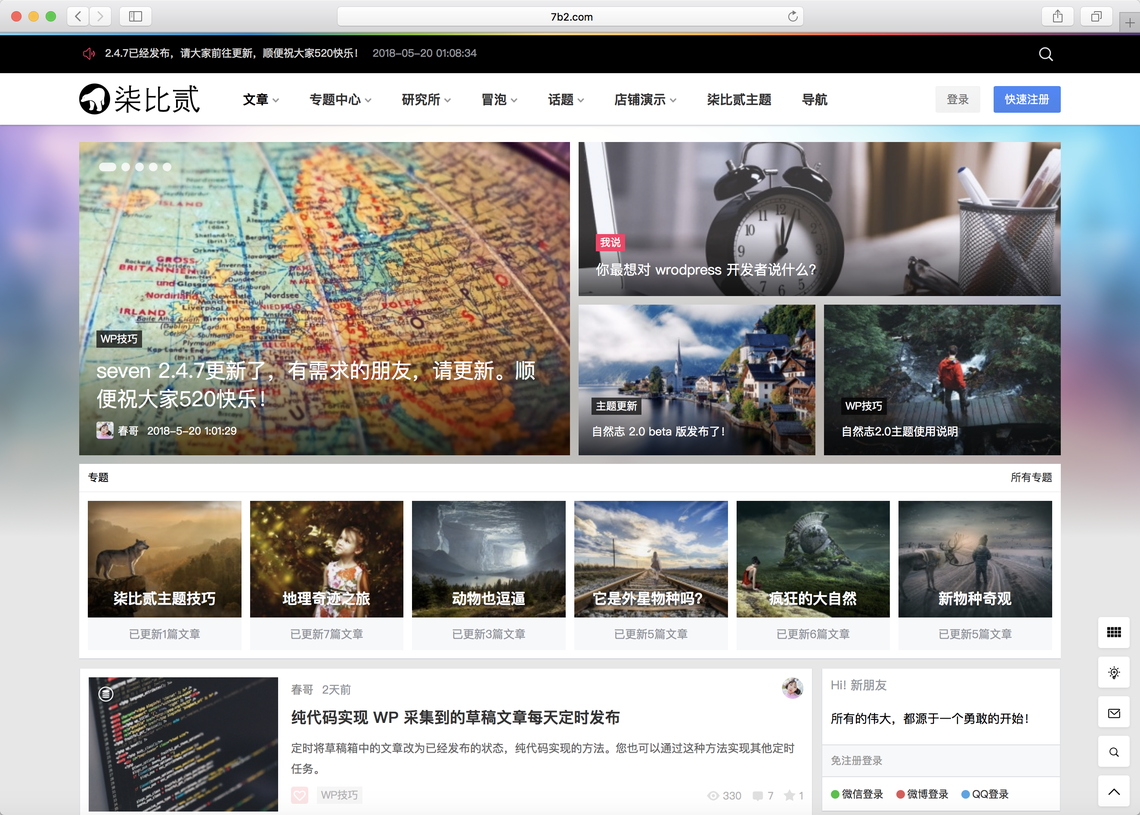 7b2.com
2.4.7已经发布，请大家前往更新，顺便祝大家520快乐！ 2018-05-20 01:08:34
柒比贰 文章 专题中心 研究所 冒泡 话题 店铺演示 柒比贰主题 导航 登录 快速注册
WP技巧
seven 2.4.7更新了，有需求的朋友，请更新。顺
便祝大家520快乐！
春哥 2018-5-20 1:01:29
我说
你最想对 wrodpress 开发者说什么？
主题更新
自然志 2.0 beta 版发布了！
WP技巧
自然志2.0主题使用说明
专题 所有专题
柒比贰主题技巧
已更新1篇文章
地理奇迹之旅
已更新7篇文章
动物也逗逼
已更新3篇文章
它是外星物种吗？
已更新5篇文章
疯狂的大自然
已更新6篇文章
新物种奇观
已更新5篇文章
春哥 2天前
纯代码实现 WP 采集到的草稿文章每天定时发布
定时将草稿箱中的文章改为已经发布的状态，纯代码实现的方法。您也可以通过这种方法实现其他定时
任务。
WP技巧 330 7 1
Hi! 新朋友
所有的伟大，都源于一个勇敢的开始！
免注册登录
微信登录 微博登录 QQ登录